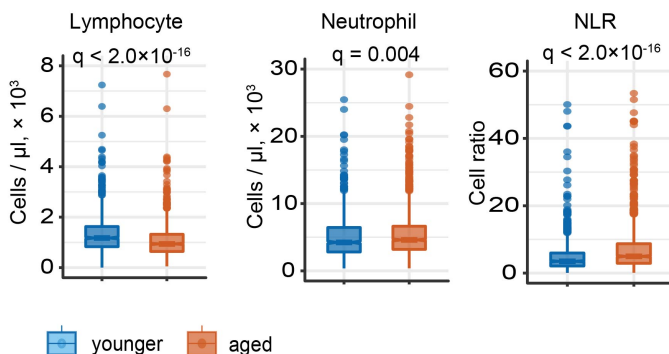 Lymphocyte
q < 2.0×10⁻¹⁶
Cells / µl, × 10³
8
6
4
2
0
Neutrophil
q = 0.004
Cells / µl, × 10³
30
20
10
0
NLR
q < 2.0×10⁻¹⁶
Cell ratio
60
40
20
0
younger
aged